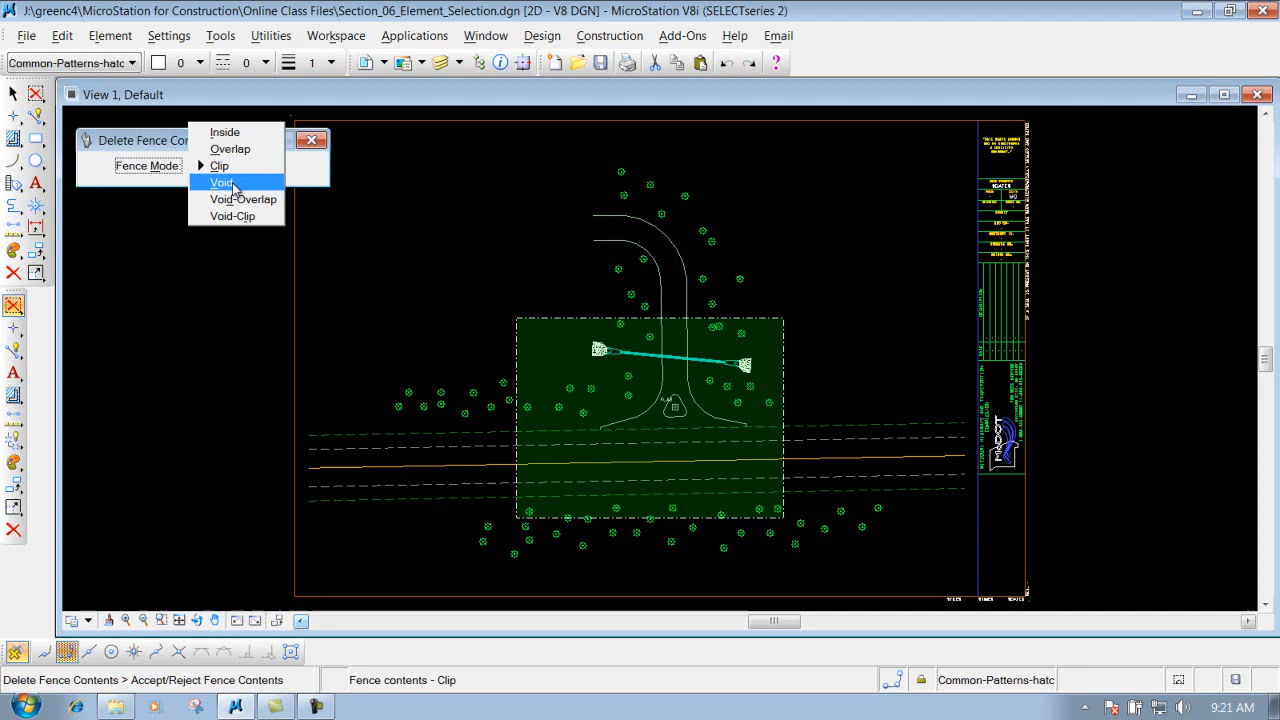 J:\greenc4\MicroStation for Construction\Online Class Files\Section_06_Element_Selection.dgn [2D - V8 DGN] - MicroStation V8i (SELECTseries 2)
File Edit Element Settings Tools Utilities Workspace Applications Window Design Construction Add-Ons Help Email
Common-Patterns-hatc 0 0 1
View 1, Default
Delete Fence Con
Fence Mode:
Inside
Overlap
Clip
Void
Void-Overlap
Void-Clip
Delete Fence Contents > Accept/Reject Fence Contents
Fence contents - Clip
Common-Patterns-hatc
9:21 AM